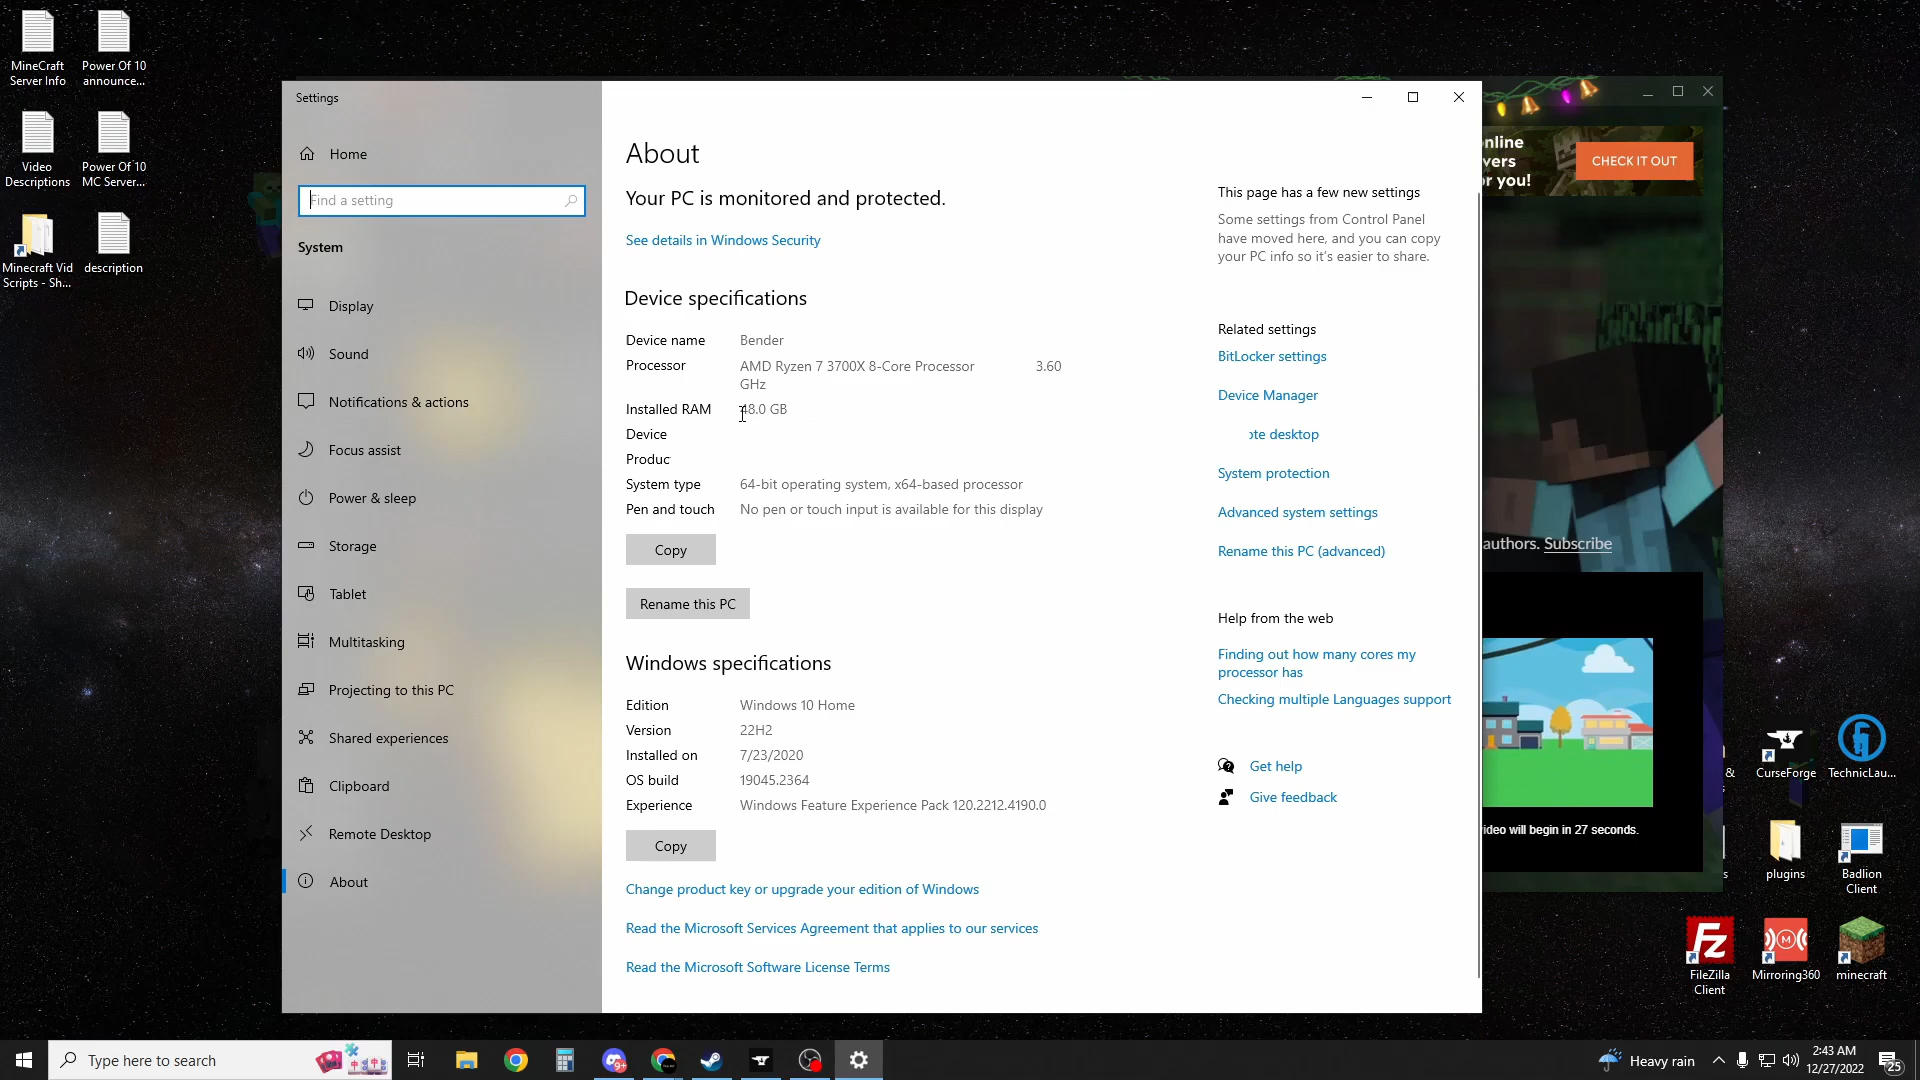 MineCraft
Server Info
Power Of 10
announce...
Video
Descriptions
Power Of 10
MC Server...
Minecraft Vid
Scripts - Sh...
description
Settings
Home
Find a setting
System
Display
Sound
Notifications & actions
Focus assist
Power & sleep
Storage
Tablet
Multitasking
Projecting to this PC
Shared experiences
Clipboard
Remote Desktop
About
About
Your PC is monitored and protected.
See details in Windows Security
Device specifications
Device name Bender
Processor AMD Ryzen 7 3700X 8-Core Processor 3.60
GHz
Installed RAM 48.0 GB
Device
Produc
System type 64-bit operating system, x64-based processor
Pen and touch No pen or touch input is available for this display
Copy
Rename this PC
Windows specifications
Edition Windows 10 Home
Version 22H2
Installed on 7/23/2020
OS build 19045.2364
Experience Windows Feature Experience Pack 120.2212.4190.0
Copy
Change product key or upgrade your edition of Windows
Read the Microsoft Services Agreement that applies to our services
Read the Microsoft Software License Terms
This page has a few new settings
Some settings from Control Panel
have moved here, and you can copy
your PC info so it's easier to share.
Related settings
BitLocker settings
Device Manager
ote desktop
System protection
Advanced system settings
Rename this PC (advanced)
Help from the web
Finding out how many cores my
processor has
Checking multiple Languages support
Get help
Give feedback
nline
vers
or you!
CHECK IT OUT
authors. Subscribe
ideo will begin in 27 seconds.
&
CurseForge
TechnicLau...
s
plugins
Badlion
Client
FileZilla
Client
Mirroring360
minecraft
Type here to search
9+
Heavy rain
2:43 AM
12/27/2022
25